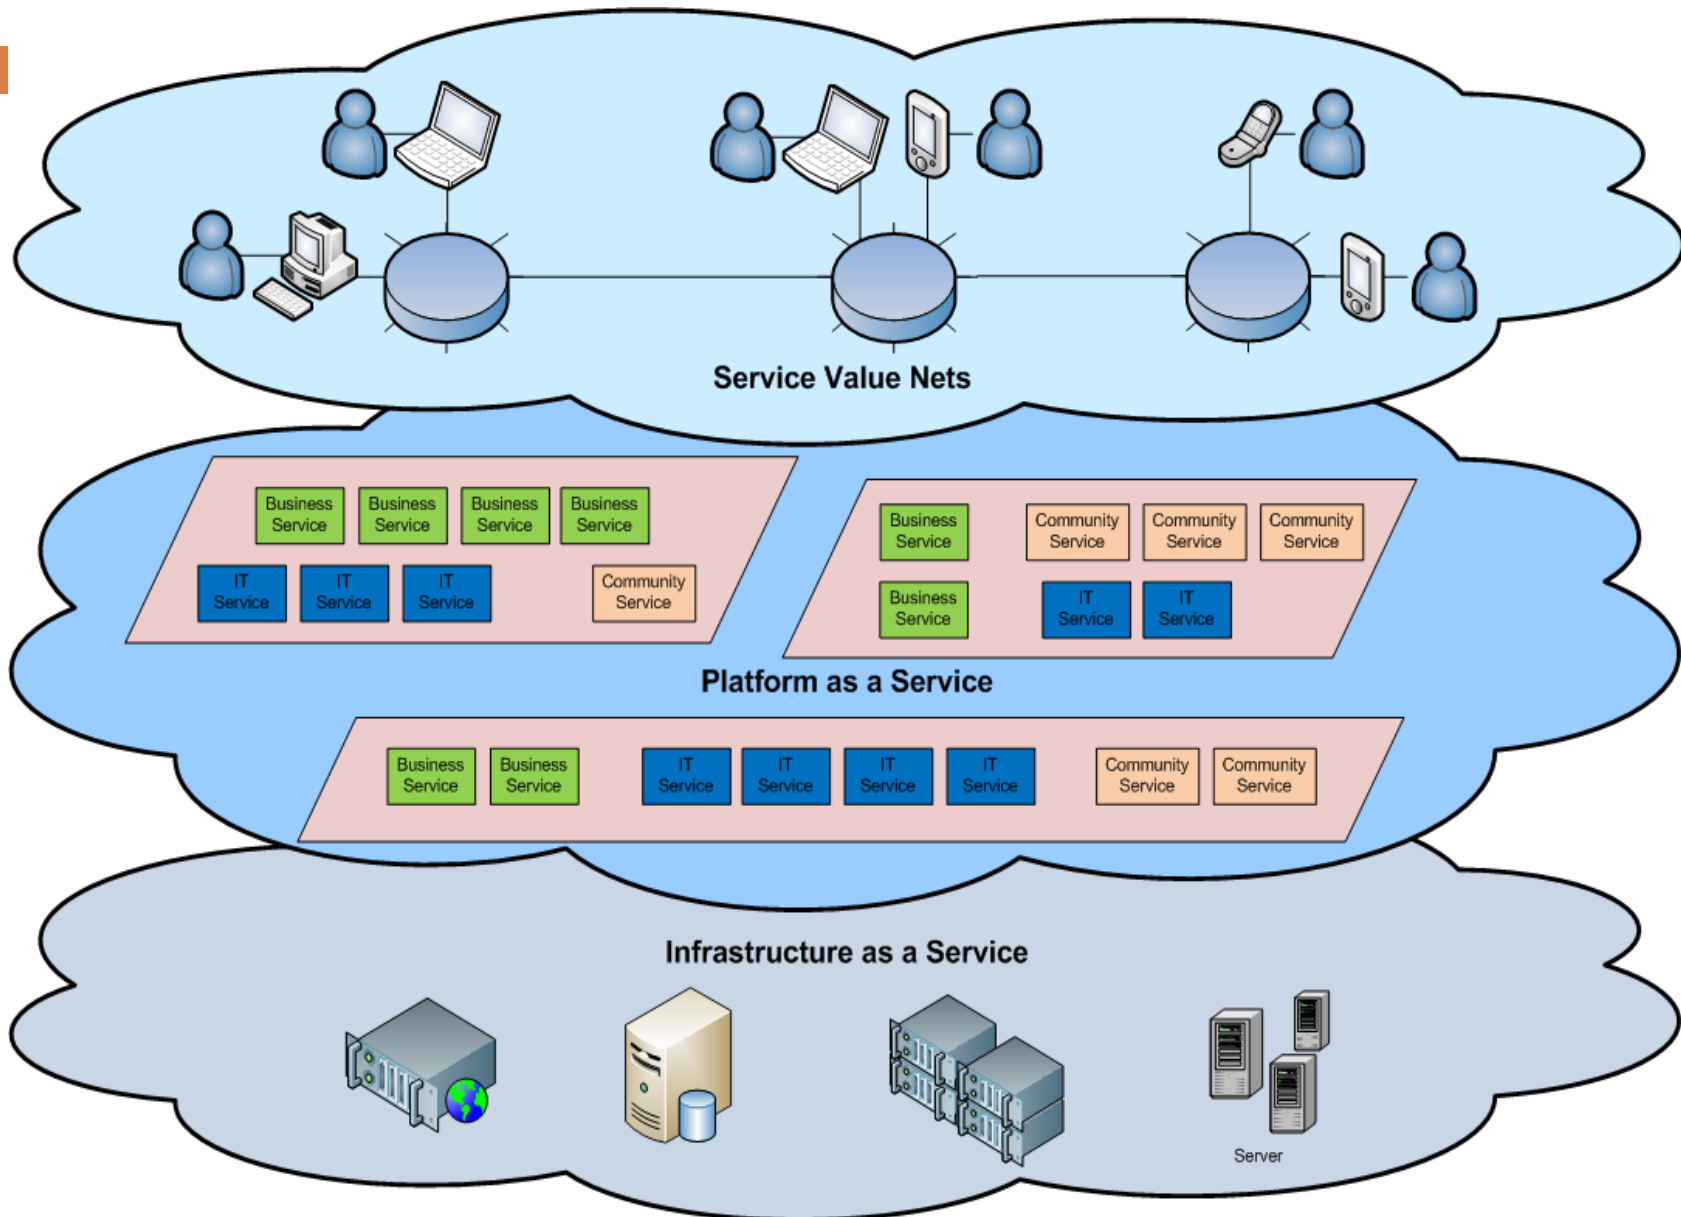 Service Value Nets
Business Business Business Business
Service Service Service Service
IT IT IT Community
Service Service Service Service
Business Community Community Community
Service Service Service Service
Business IT IT
Service Service Service
Platform as a Service
Business Business IT IT IT IT Community Community
Service Service Service Service Service Service Service Service
Infrastructure as a Service
Server